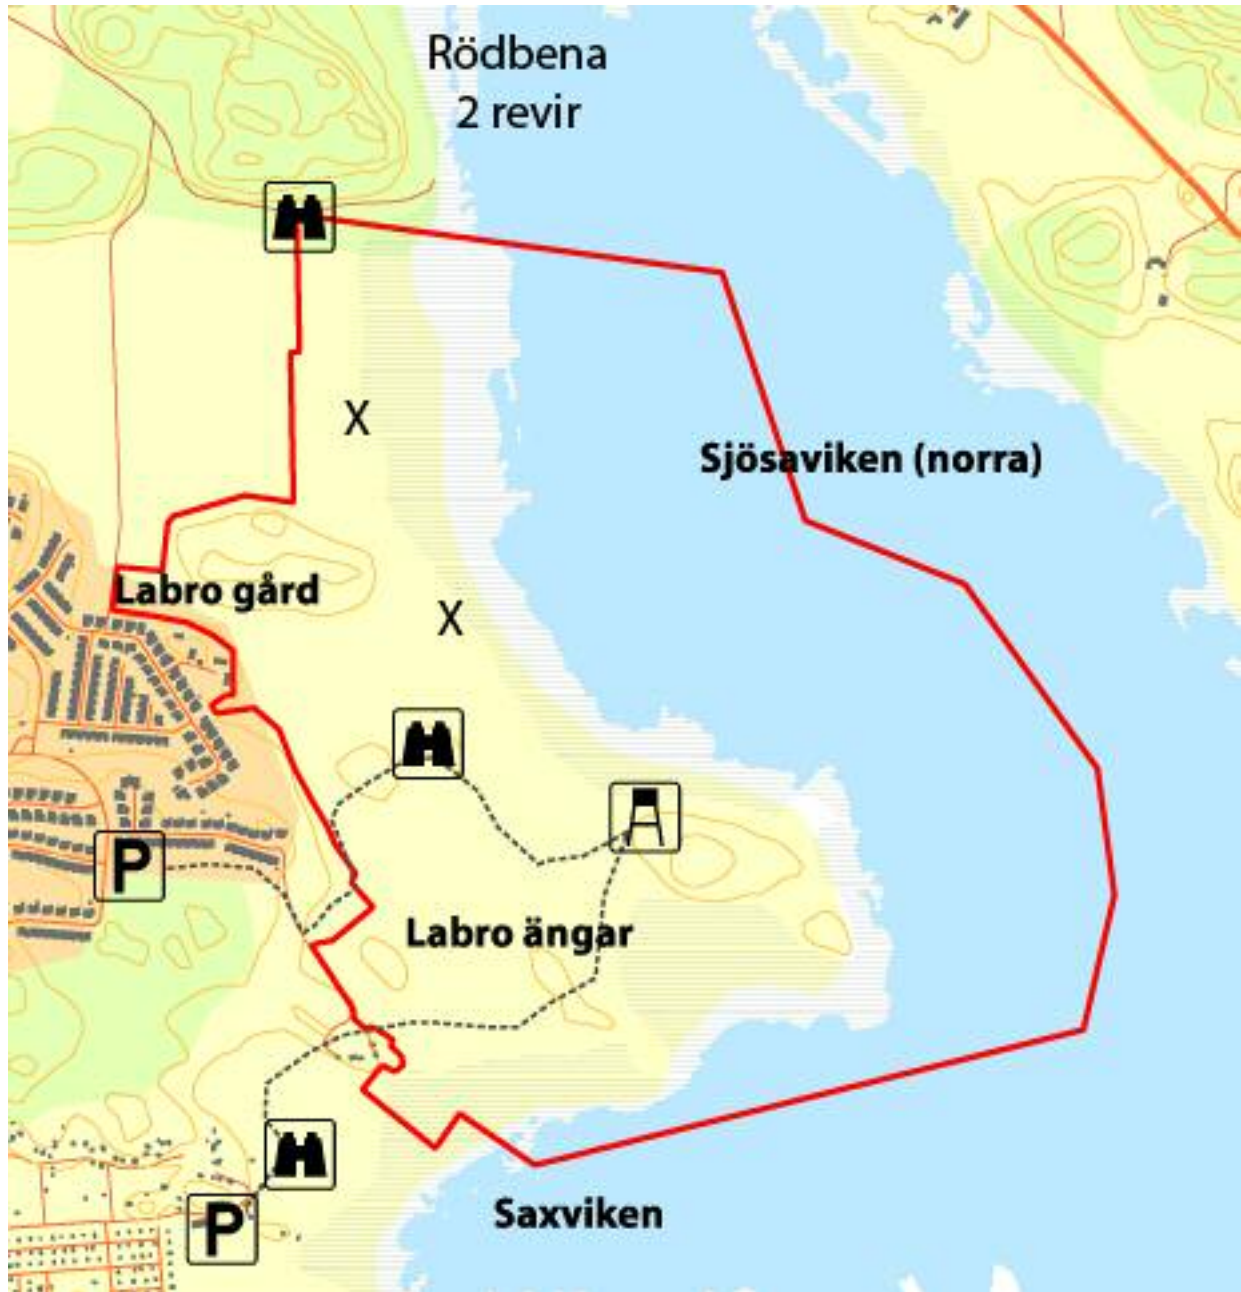 Rödbena
2 revir
X
Sjösaviken (norra)
Labro gård
X
P
Labro ängar
P
Saxviken